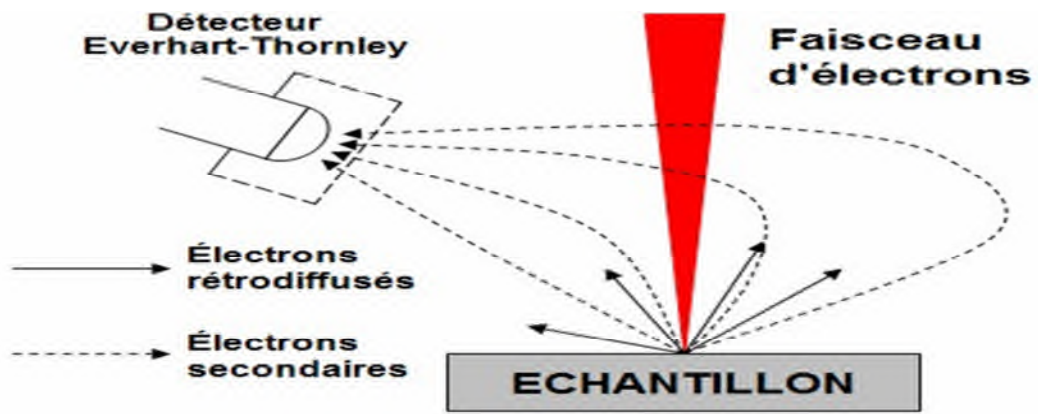 Détecteur
Everhart-Thornley
Faisceau
d'électrons
Électrons
rétrodiffusés
Électrons
secondaires
ECHANTILLON